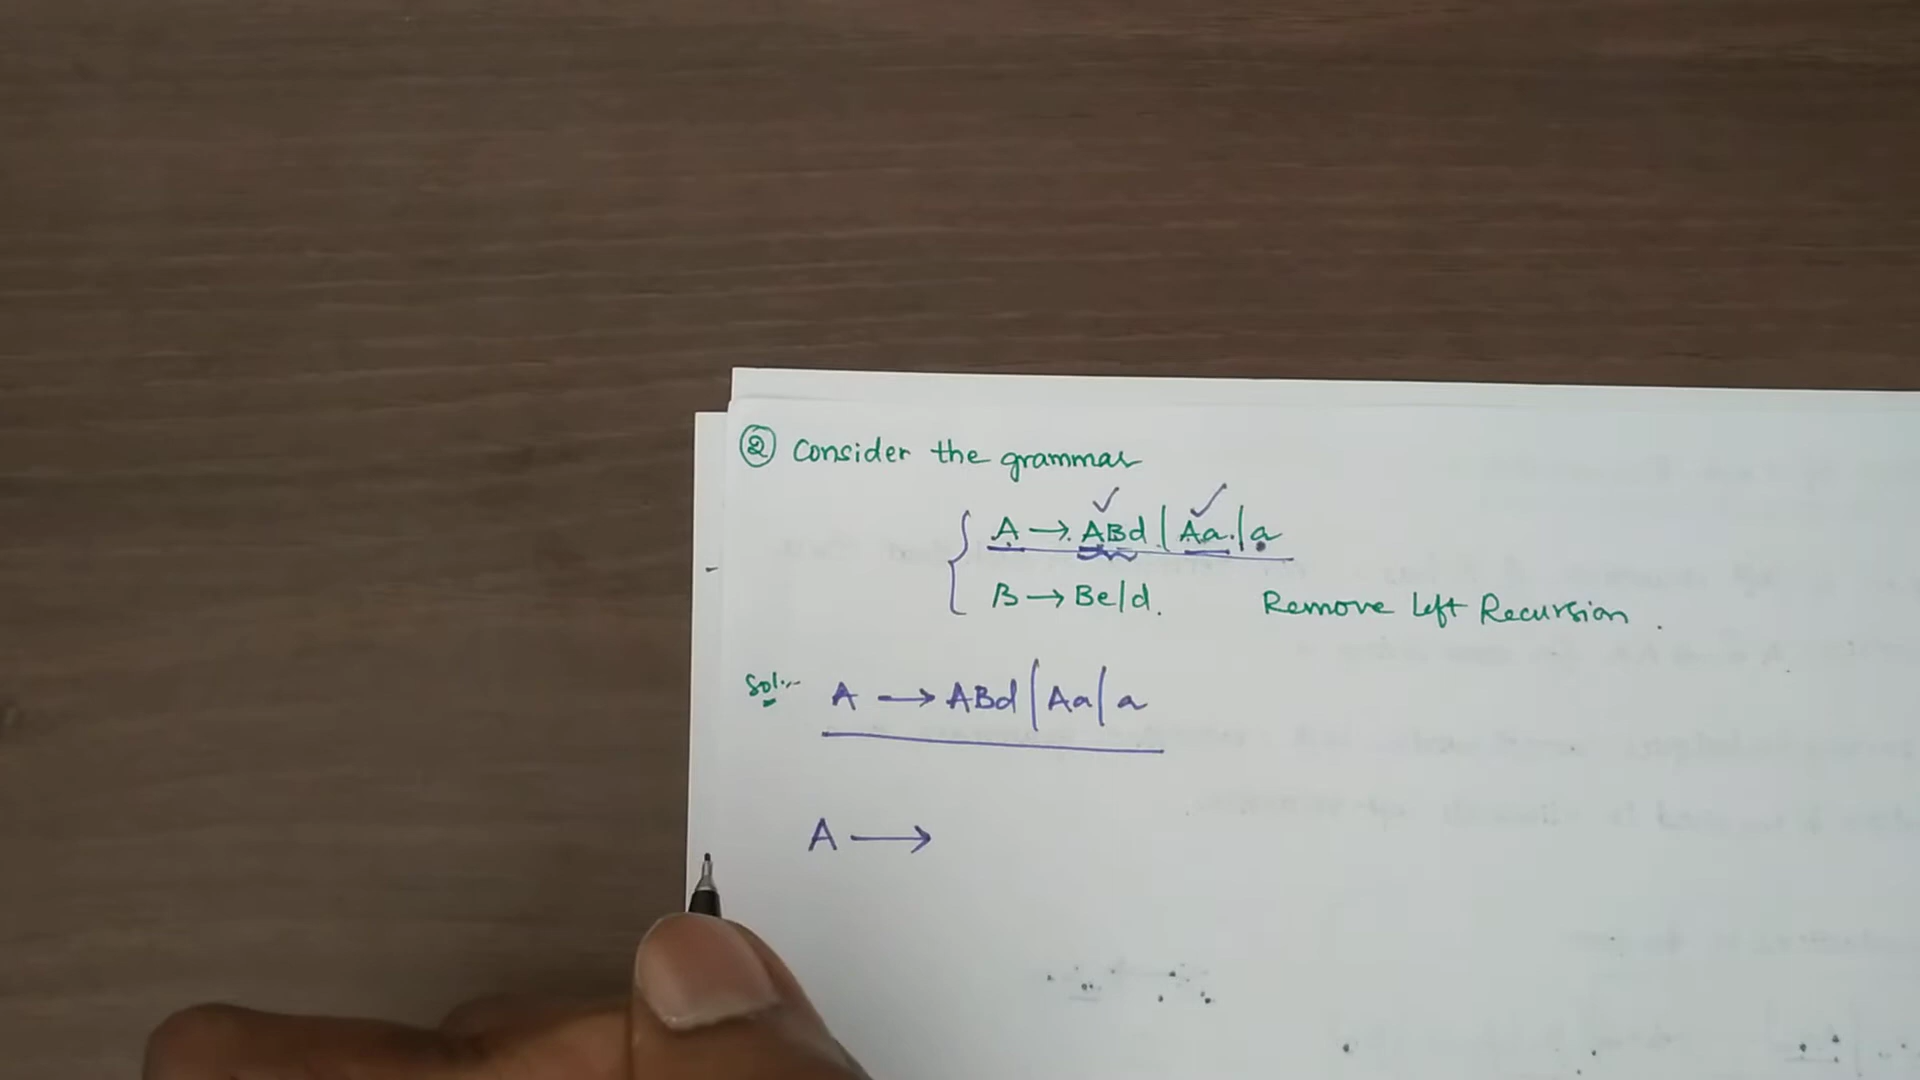 ② Consider the grammar
A → ABd | Aa | a
B → Be/d. Remove Left Recursion.
Sol:-
A → ABd | Aa | a
A →